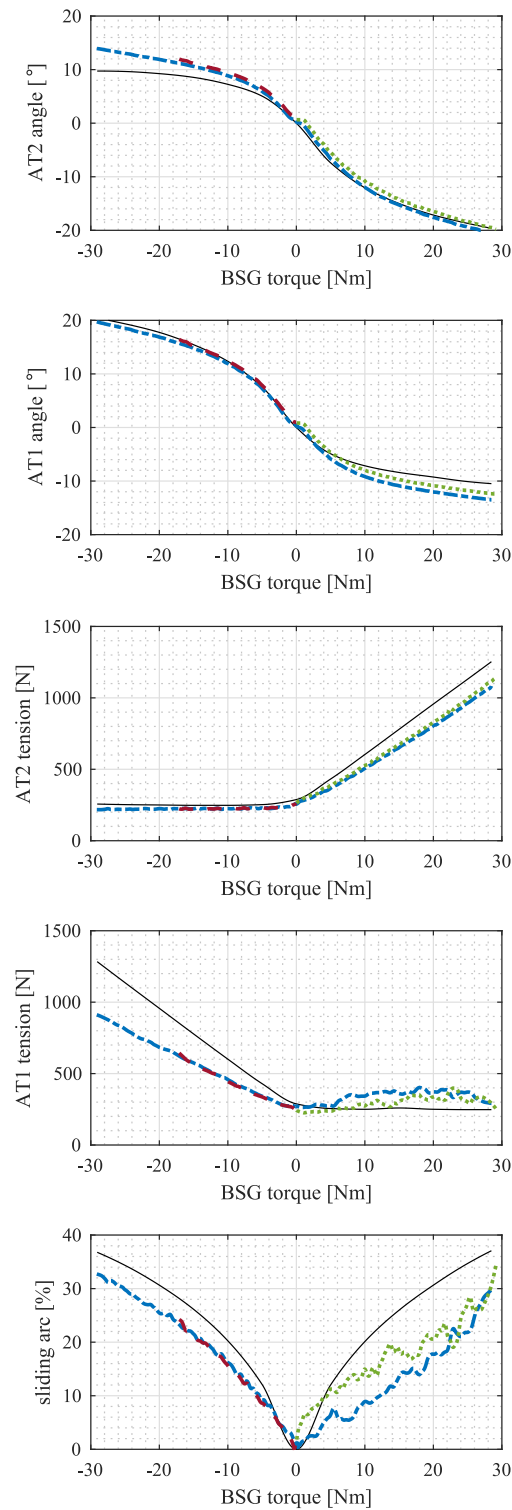 AT2 angle [ °]
20
10
0
-10
-20
-30 -20 -10 0 10 20 30
BSG torque [Nm]
AT1 angle [ °]
20
10
0
-10
-20
-30 -20 -10 0 10 20 30
BSG torque [Nm]
AT2 tension [N]
1500
1000
500
0
-30 -20 -10 0 10 20 30
BSG torque [Nm]
AT1 tension [N]
1500
1000
500
0
-30 -20 -10 0 10 20 30
BSG torque [Nm]
sliding arc [%]
40
30
20
10
0
-30 -20 -10 0 10 20 30
BSG torque [Nm]